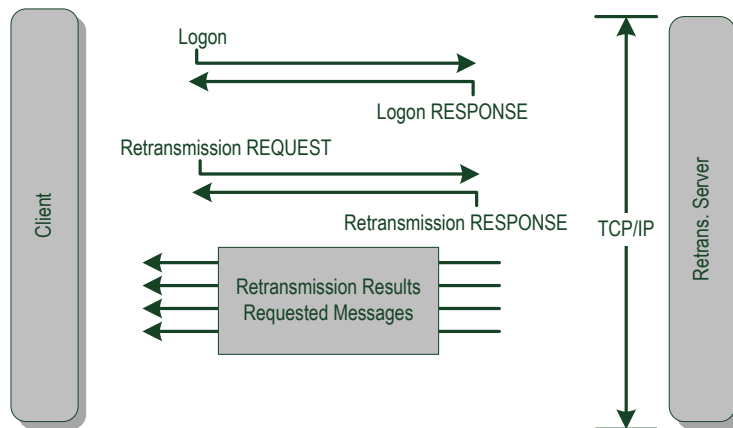 Logon
Logon RESPONSE
Retransmission REQUEST
Retransmission RESPONSE
Client
TCP/IP
Retrans. Server
Retransmission Results
Requested Messages